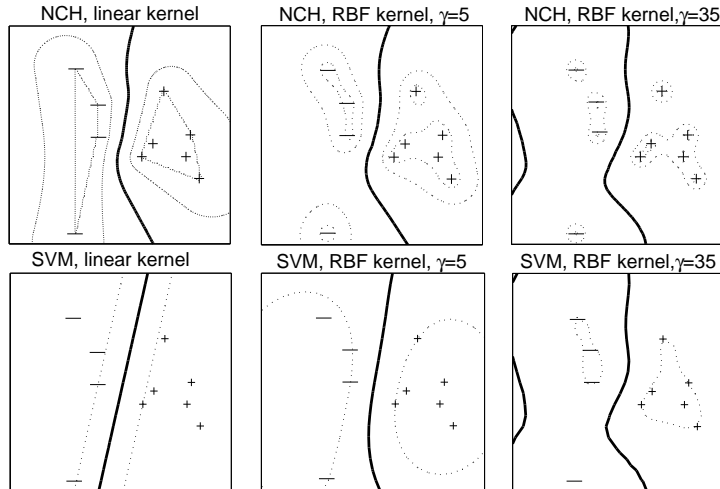 NCH, linear kernel
NCH, RBF kernel, γ=5
NCH, RBF kernel,γ=35
SVM, linear kernel
SVM, RBF kernel, γ=5
SVM, RBF kernel,γ=35